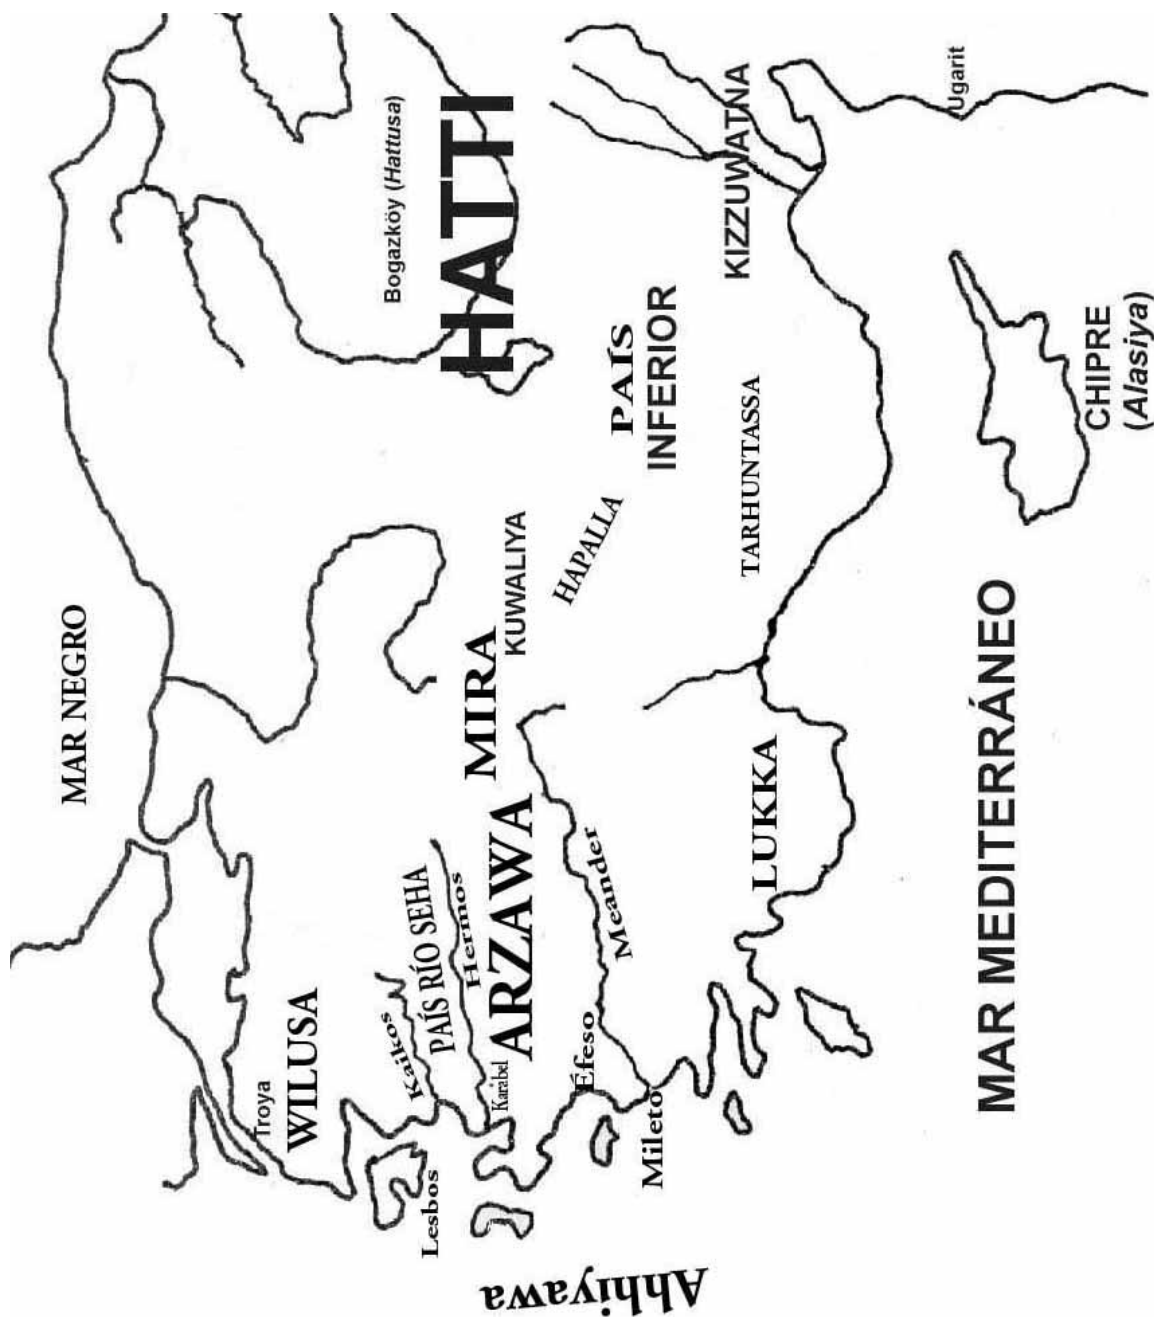 MAR NEGRO
Troya
WILUSA
Lesbos
Kaikos
PAÍS RÍO SEHA
Hermos
Karabel
ARZAWA
MIRA
KUWALIYA
HAPALLA
Bogazköy (Hattusa)
HATTI
PAÍS
INFERIOR
KIZZUWATNA
TARHUNTASSA
Éfeso
Meander
Mileto
LUKKA
Ahhiyawa
Ugarit
CHIPRE
(Alasiya)
MAR MEDITERRÁNEO